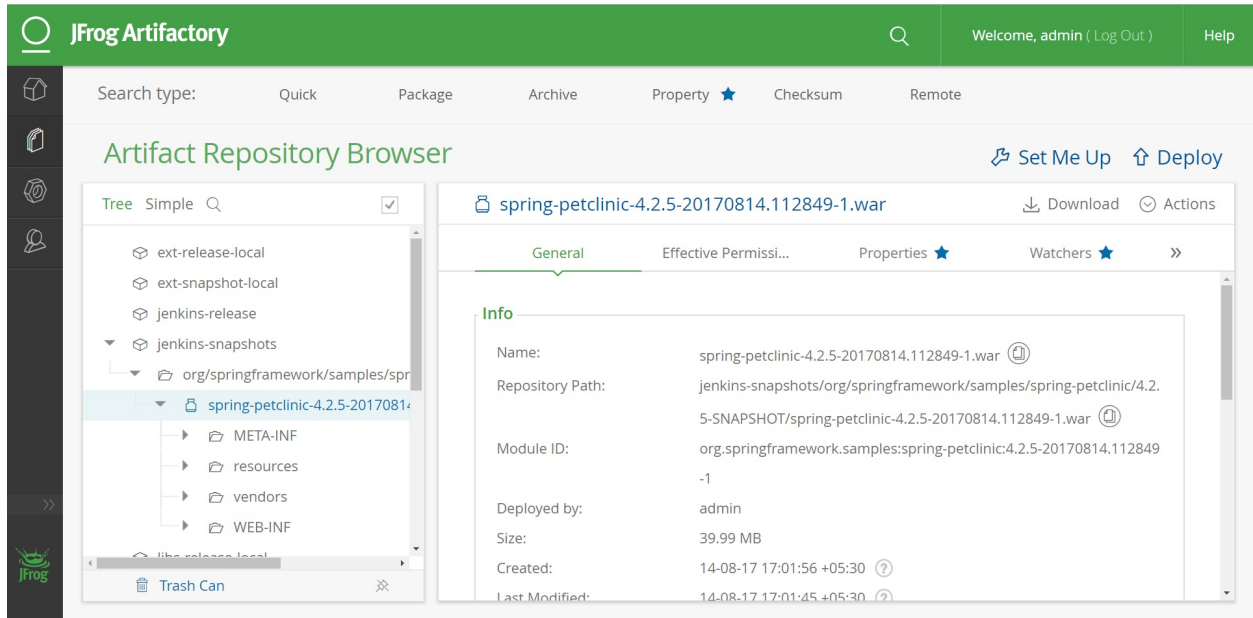 JFrog Artifactory
Welcome, admin ( Log Out )
Help
Search type:
Quick
Package
Archive
Property
Checksum
Remote
Artifact Repository Browser
Set Me Up
Deploy
Tree Simple
ext-release-local
ext-snapshot-local
jenkins-release
jenkins-snapshots
org/springframework/samples/spr
spring-petclinic-4.2.5-2017081
META-INF
resources
vendors
WEB-INF
libs-release-local
Trash Can
JFrog
spring-petclinic-4.2.5-20170814.112849-1.war
Download
Actions
General
Effective Permissi...
Properties
Watchers
»
Info
Name: spring-petclinic-4.2.5-20170814.112849-1.war
Repository Path: jenkins-snapshots/org/springframework/samples/spring-petclinic/4.2.
5-SNAPSHOT/spring-petclinic-4.2.5-20170814.112849-1.war
Module ID: org.springframework.samples:spring-petclinic:4.2.5-20170814.112849
-1
Deployed by: admin
Size: 39.99 MB
Created: 14-08-17 17:01:56 +05:30 ?
Last Modified: 14-08-17 17:01:45 +05:30 ?